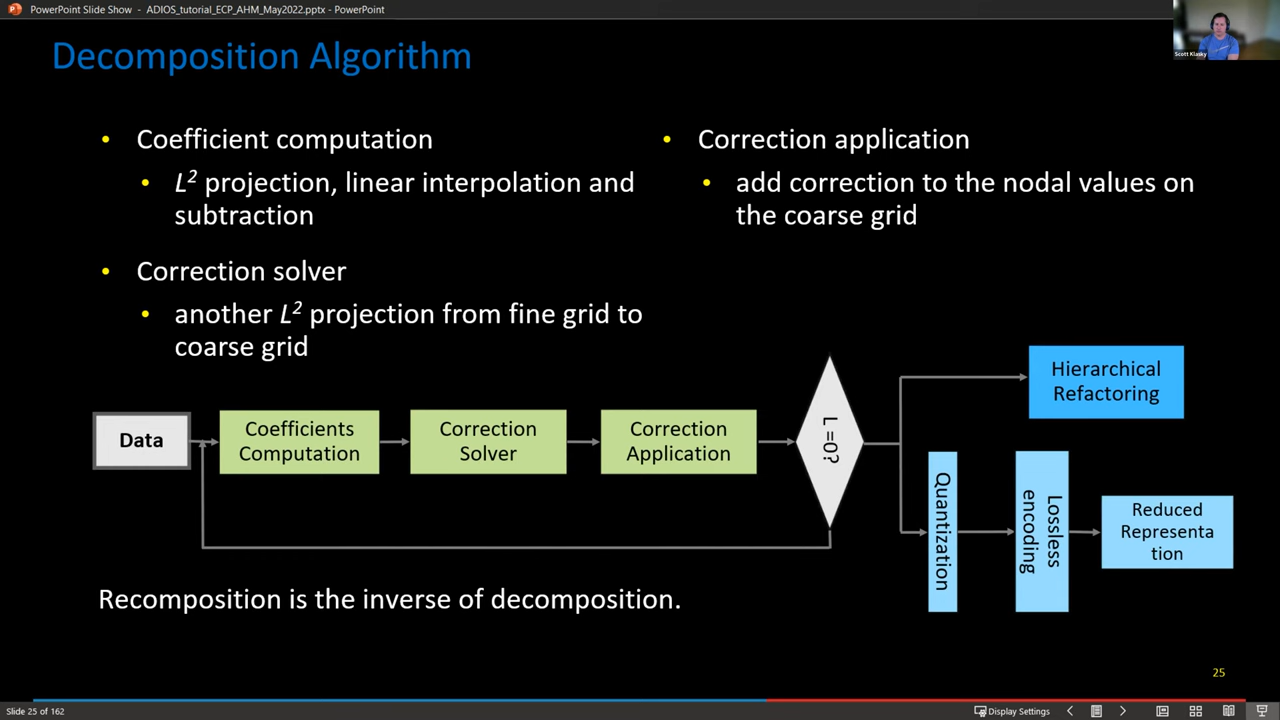 PowerPoint Slide Show - ADIOS_tutorial_ECP_AHM_May2022.pptx - PowerPoint
Scott Klasky
Decomposition Algorithm
• Coefficient computation
• L² projection, linear interpolation and
subtraction
• Correction solver
• another L² projection from fine grid to
coarse grid
• Correction application
• add correction to the nodal values on
the coarse grid
Data
Coefficients
Computation
Correction
Solver
Correction
Application
L =0?
Hierarchical
Refactoring
Quantization
Lossless
encoding
Reduced
Representa
tion
Recomposition is the inverse of decomposition.
25
Slide 25 of 162
Display Settings